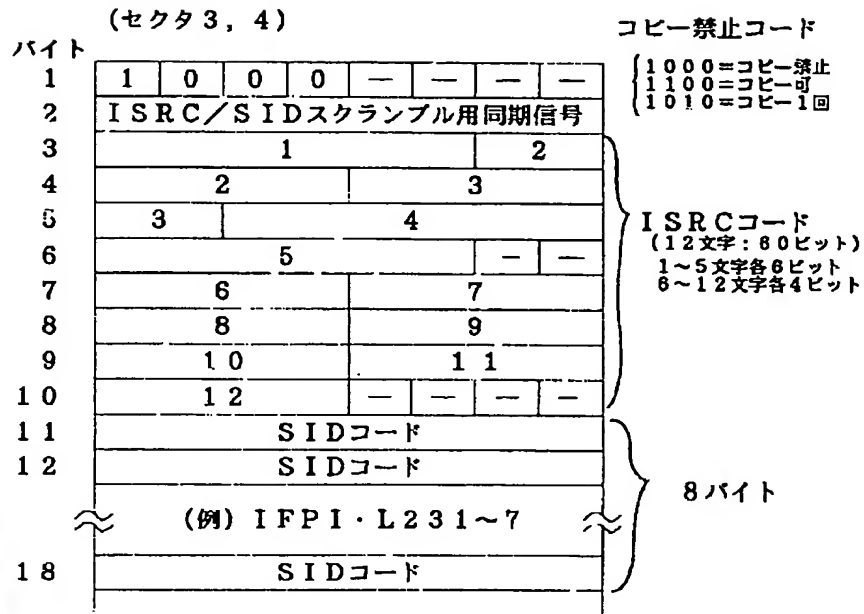 (セクタ3, 4)
コピー禁止コード
バイト
1 1 0 0 0 — — — —
1000=コピー禁止
1100=コピー可
1010=コピー1回
2 ISRC/SIDスクランブル用同期信号
3 1 2
4 2 3
5 3 4
6 5 — —
7 6 7
8 8 9
9 10 11
10 12 — — — —
ISRCコード
(12文字:60ビット)
1~5文字各6ビット
6~12文字各4ビット
11 SIDコード
12 SIDコード
(例) IFPI・L231~7
18 SIDコード
8バイト